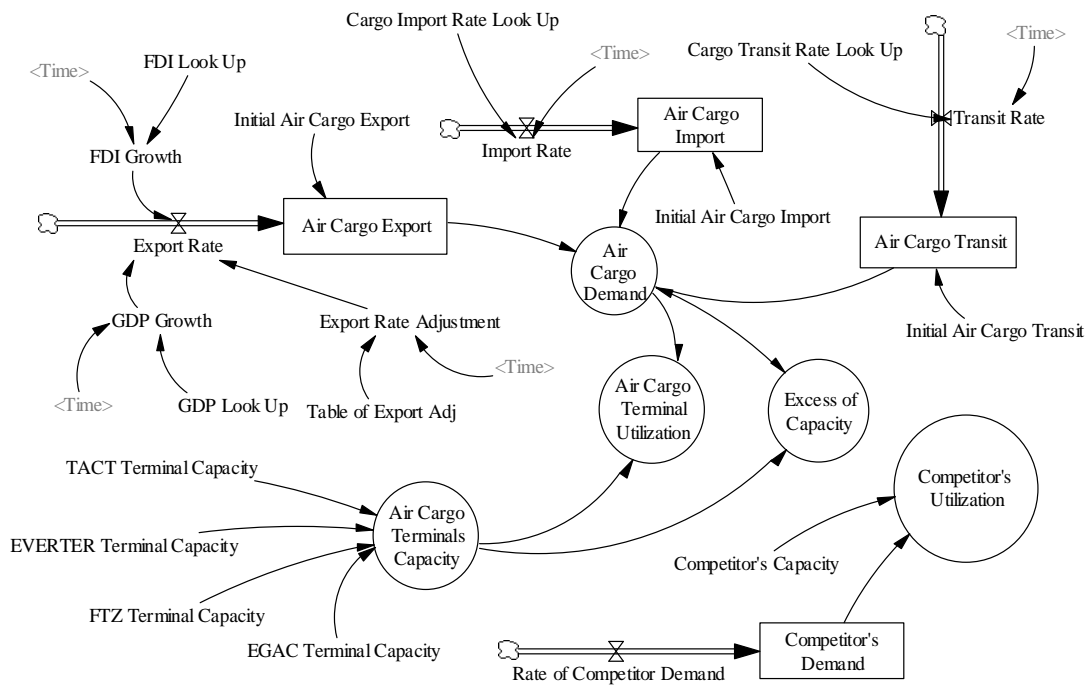 Cargo Import Rate Look Up
<Time>
FDI Look Up
<Time>
Cargo Transit Rate Look Up
<Time>
Initial Air Cargo Export
Air Cargo
Import
Transit Rate
FDI Growth
Import Rate
Initial Air Cargo Import
Air Cargo Export
Export Rate
Air
Cargo
Demand
Air Cargo Transit
GDP Growth
Export Rate Adjustment
Initial Air Cargo Transit
<Time>
<Time>
GDP Look Up
Table of Export Adj
Air Cargo
Terminal
Utilization
Excess of
Capacity
TACT Terminal Capacity
Competitor's
Utilization
Air Cargo
Terminals
Capacity
EVERTER Terminal Capacity
Competitor's Capacity
FTZ Terminal Capacity
EGAC Terminal Capacity
Competitor's
Demand
Rate of Competitor Demand